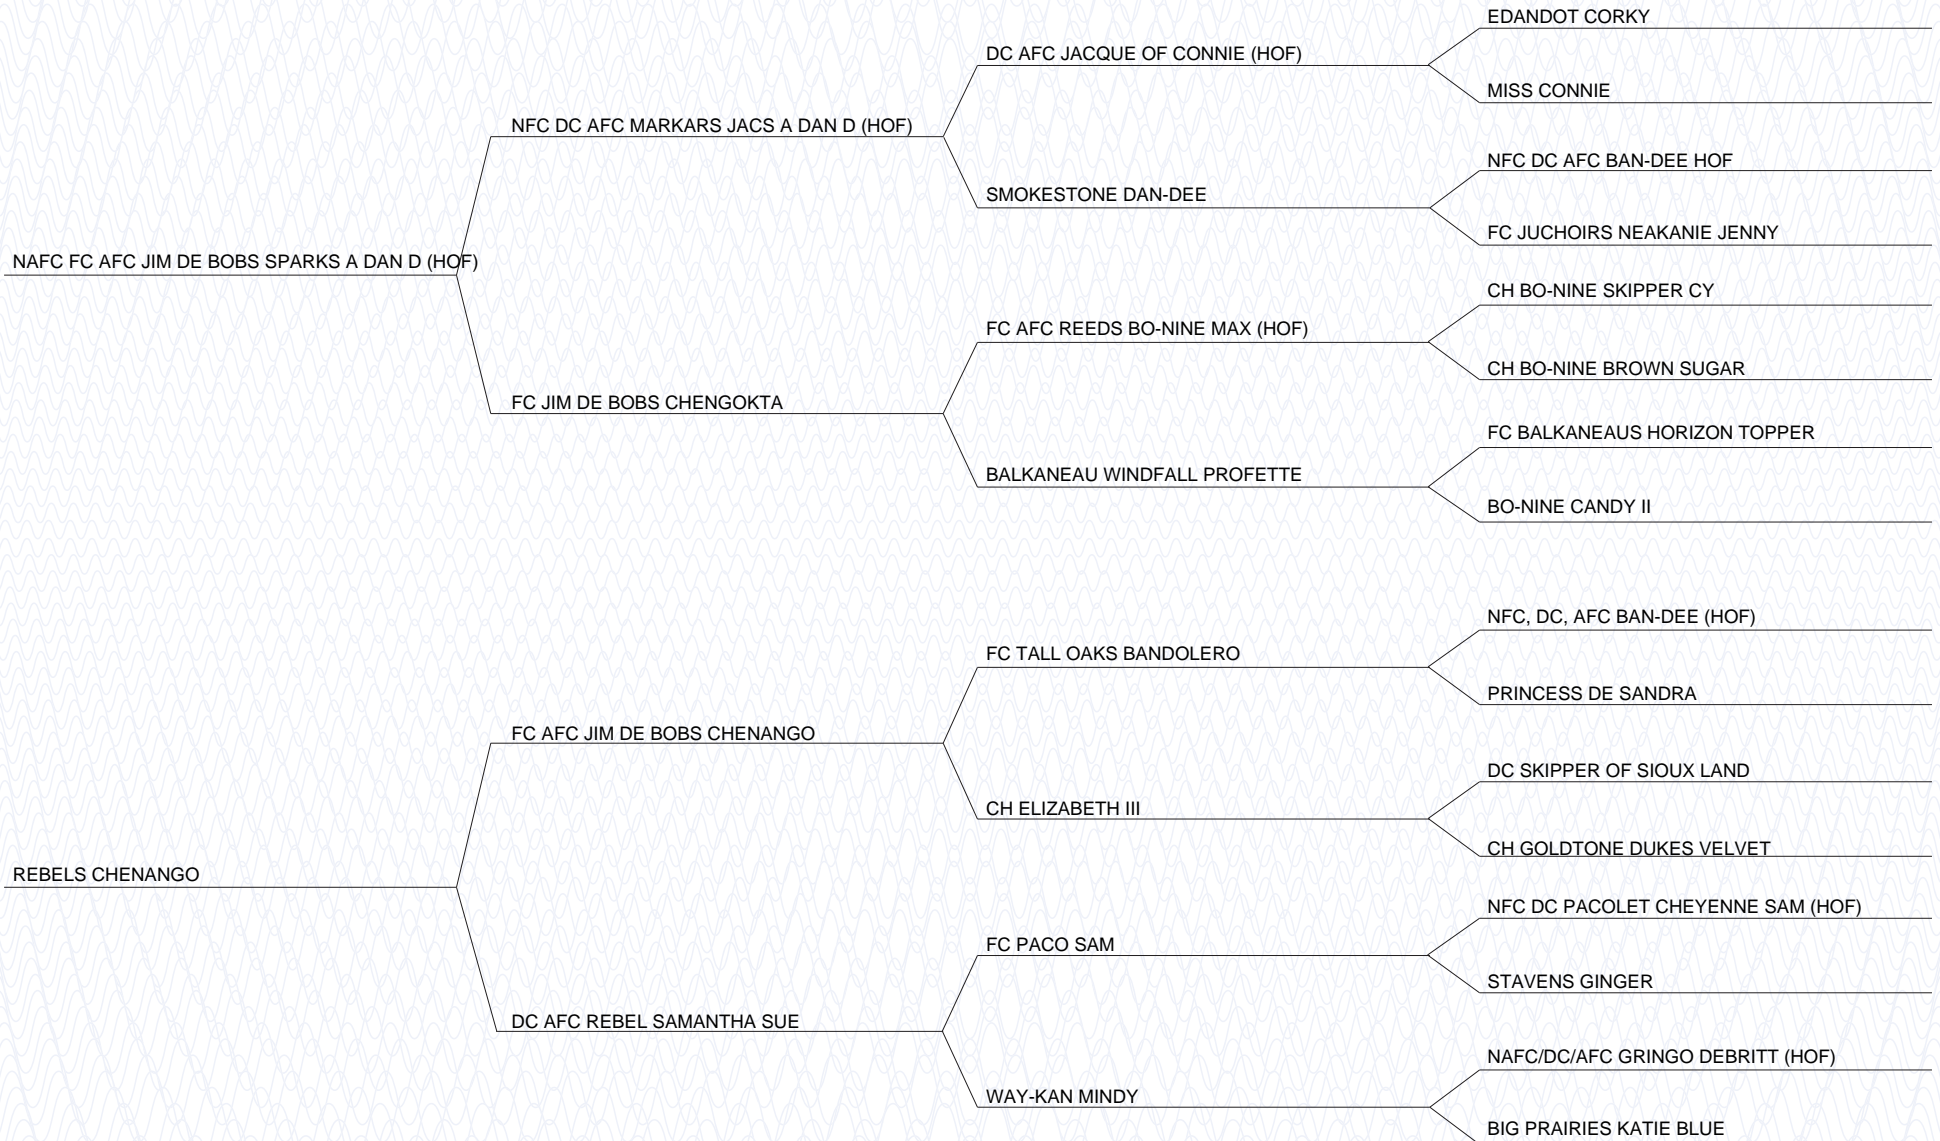 EDANDOT CORKY
DC AFC JACQUE OF CONNIE (HOF)
MISS CONNIE
NFC DC AFC MARKARS JACS A DAN D (HOF)
NFC DC AFC BAN-DEE HOF
SMOKESTONE DAN-DEE
FC JUCHOIRS NEAKANIE JENNY
NAFC FC AFC JIM DE BOBS SPARKS A DAN D (HOF)
CH BO-NINE SKIPPER CY
FC AFC REEDS BO-NINE MAX (HOF)
CH BO-NINE BROWN SUGAR
FC JIM DE BOBS CHENGOKTA
FC BALKANEAUS HORIZON TOPPER
BALKANEAU WINDFALL PROFETTE
BO-NINE CANDY II
NFC, DC, AFC BAN-DEE (HOF)
FC TALL OAKS BANDOLERO
PRINCESS DE SANDRA
FC AFC JIM DE BOBS CHENANGO
DC SKIPPER OF SIOUX LAND
CH ELIZABETH III
CH GOLDTONE DUKES VELVET
REBELS CHENANGO
NFC DC PACOLET CHEYENNE SAM (HOF)
FC PACO SAM
STAVENS GINGER
DC AFC REBEL SAMANTHA SUE
NAFC/DC/AFC GRINGO DEBRITT (HOF)
WAY-KAN MINDY
BIG PRAIRIES KATIE BLUE